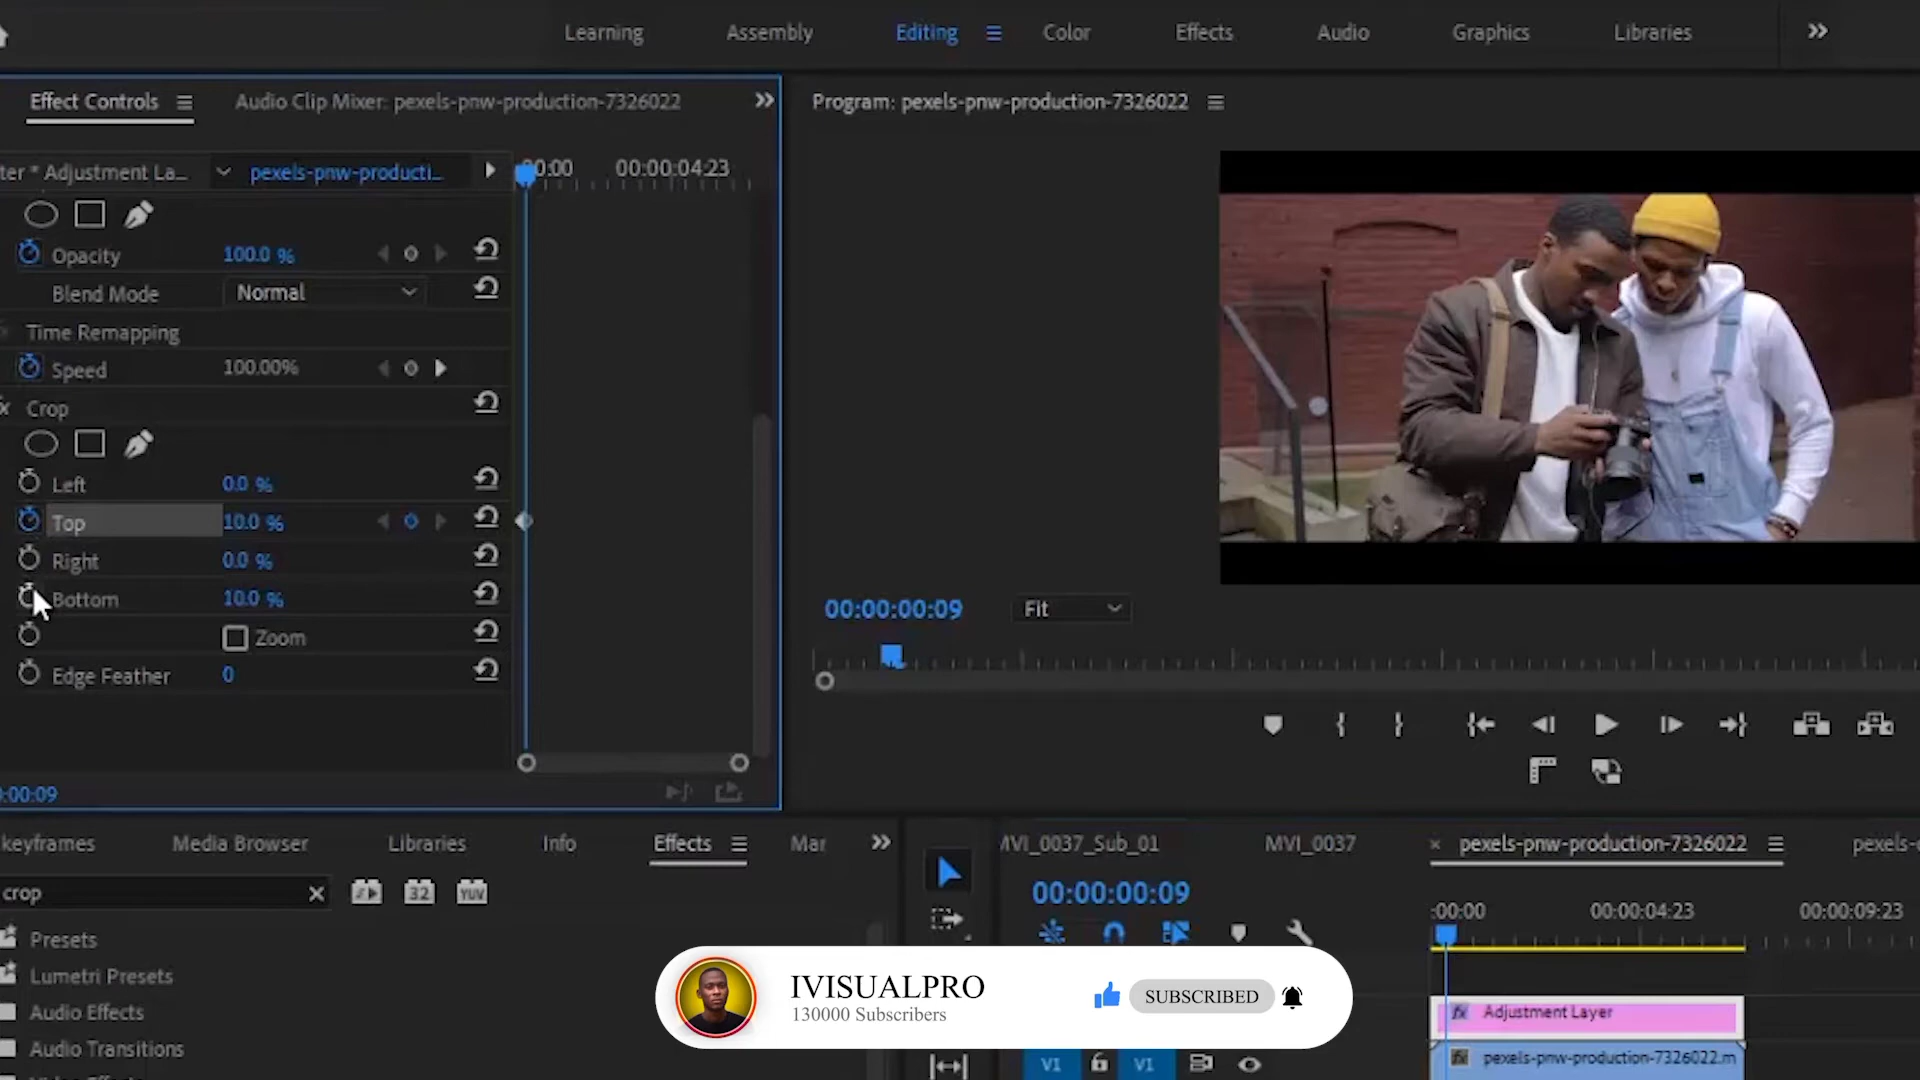 Learning Assembly Editing Color Effects Audio Graphics Libraries
Effect Controls Audio Clip Mixer: pexels-pnw-production-7326022
Program: pexels-pnw-production-7326022
ter * Adjustment La... pexels-pnw-producti...
00:00 00:00:04:23
Opacity 100.0 %
Blend Mode Normal
Time Remapping
Speed 100.00%
Crop
Left 0.0 %
Top 10.0 %
Right 0.0 %
Bottom 10.0 %
Zoom
Edge Feather 0
:00:09
00:00:00:09 Fit
keyframes Media Browser Libraries Info Effects Mar
crop
32 YUV
Presets
Lumetri Presets
Audio Effects
Audio Transitions
MVI_0037_Sub_01 MVI_0037 pexels-pnw-production-7326022 pexels-
00:00:00:09
:00:00 00:00:04:23 00:00:09:23
fx Adjustment Layer
V1 V1 fx pexels-pnw-production-7326022.m
IVISUALPRO
130000 Subscribers
SUBSCRIBED